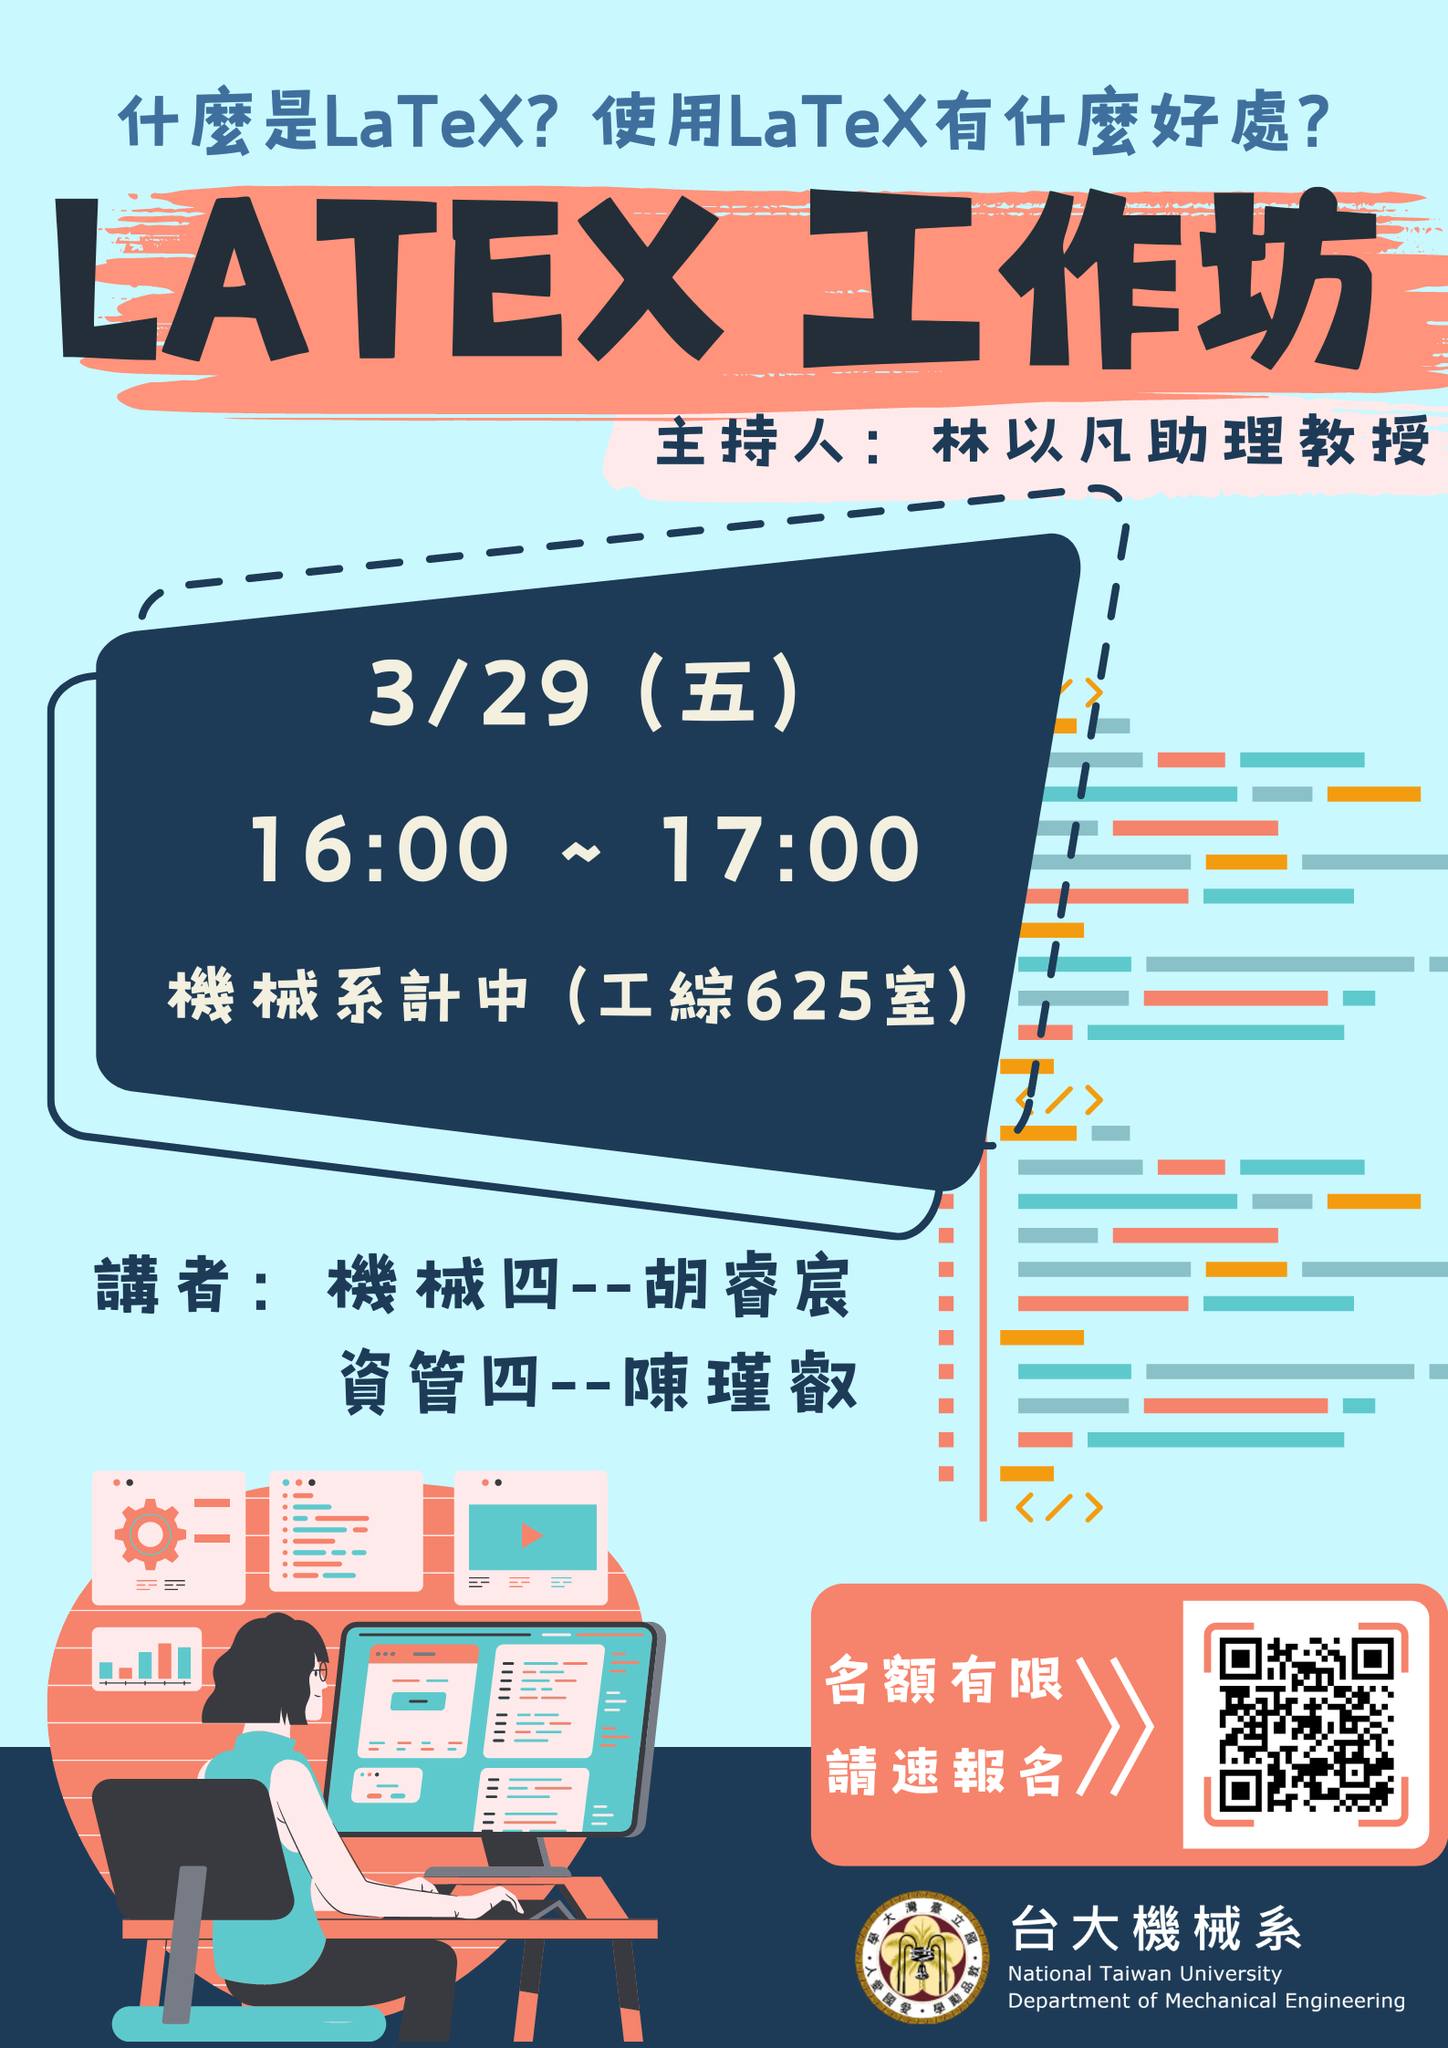 什麼是LaTeX? 使用LaTeX有什麼好處?
LATEX 工作坊
主持人: 林以凡助理教授
3/29 (五)
16:00 ~ 17:00
機械系計中 (工綜625室)
講者: 機械四--胡睿宸
資管四--陳瑾叡
名額有限
請速報名
台大機械系
National Taiwan University
Department of Mechanical Engineering